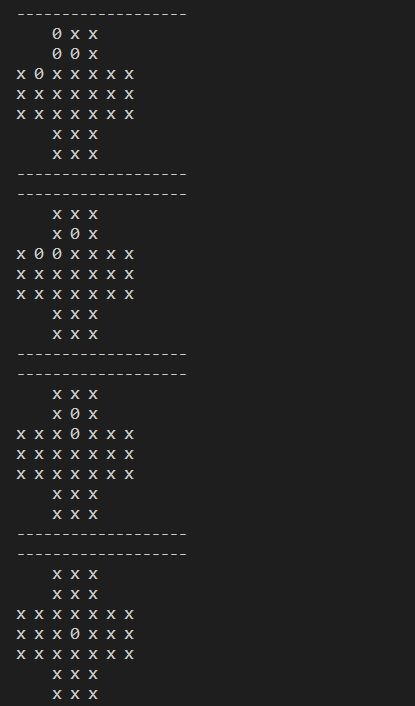 -------------------
    0 x x
    0 0 x
x 0 x x x x x
x x x x x x x
x x x x x x x
    x x x
    x x x
-------------------
-------------------
    x x x
    x 0 x
x 0 0 x x x x
x x x x x x x
x x x x x x x
    x x x
    x x x
-------------------
-------------------
    x x x
    x 0 x
x x x 0 x x x
x x x x x x x
x x x x x x x
    x x x
    x x x
-------------------
-------------------
    x x x
    x x x
x x x x x x x
x x x 0 x x x
x x x x x x x
    x x x
    x x x